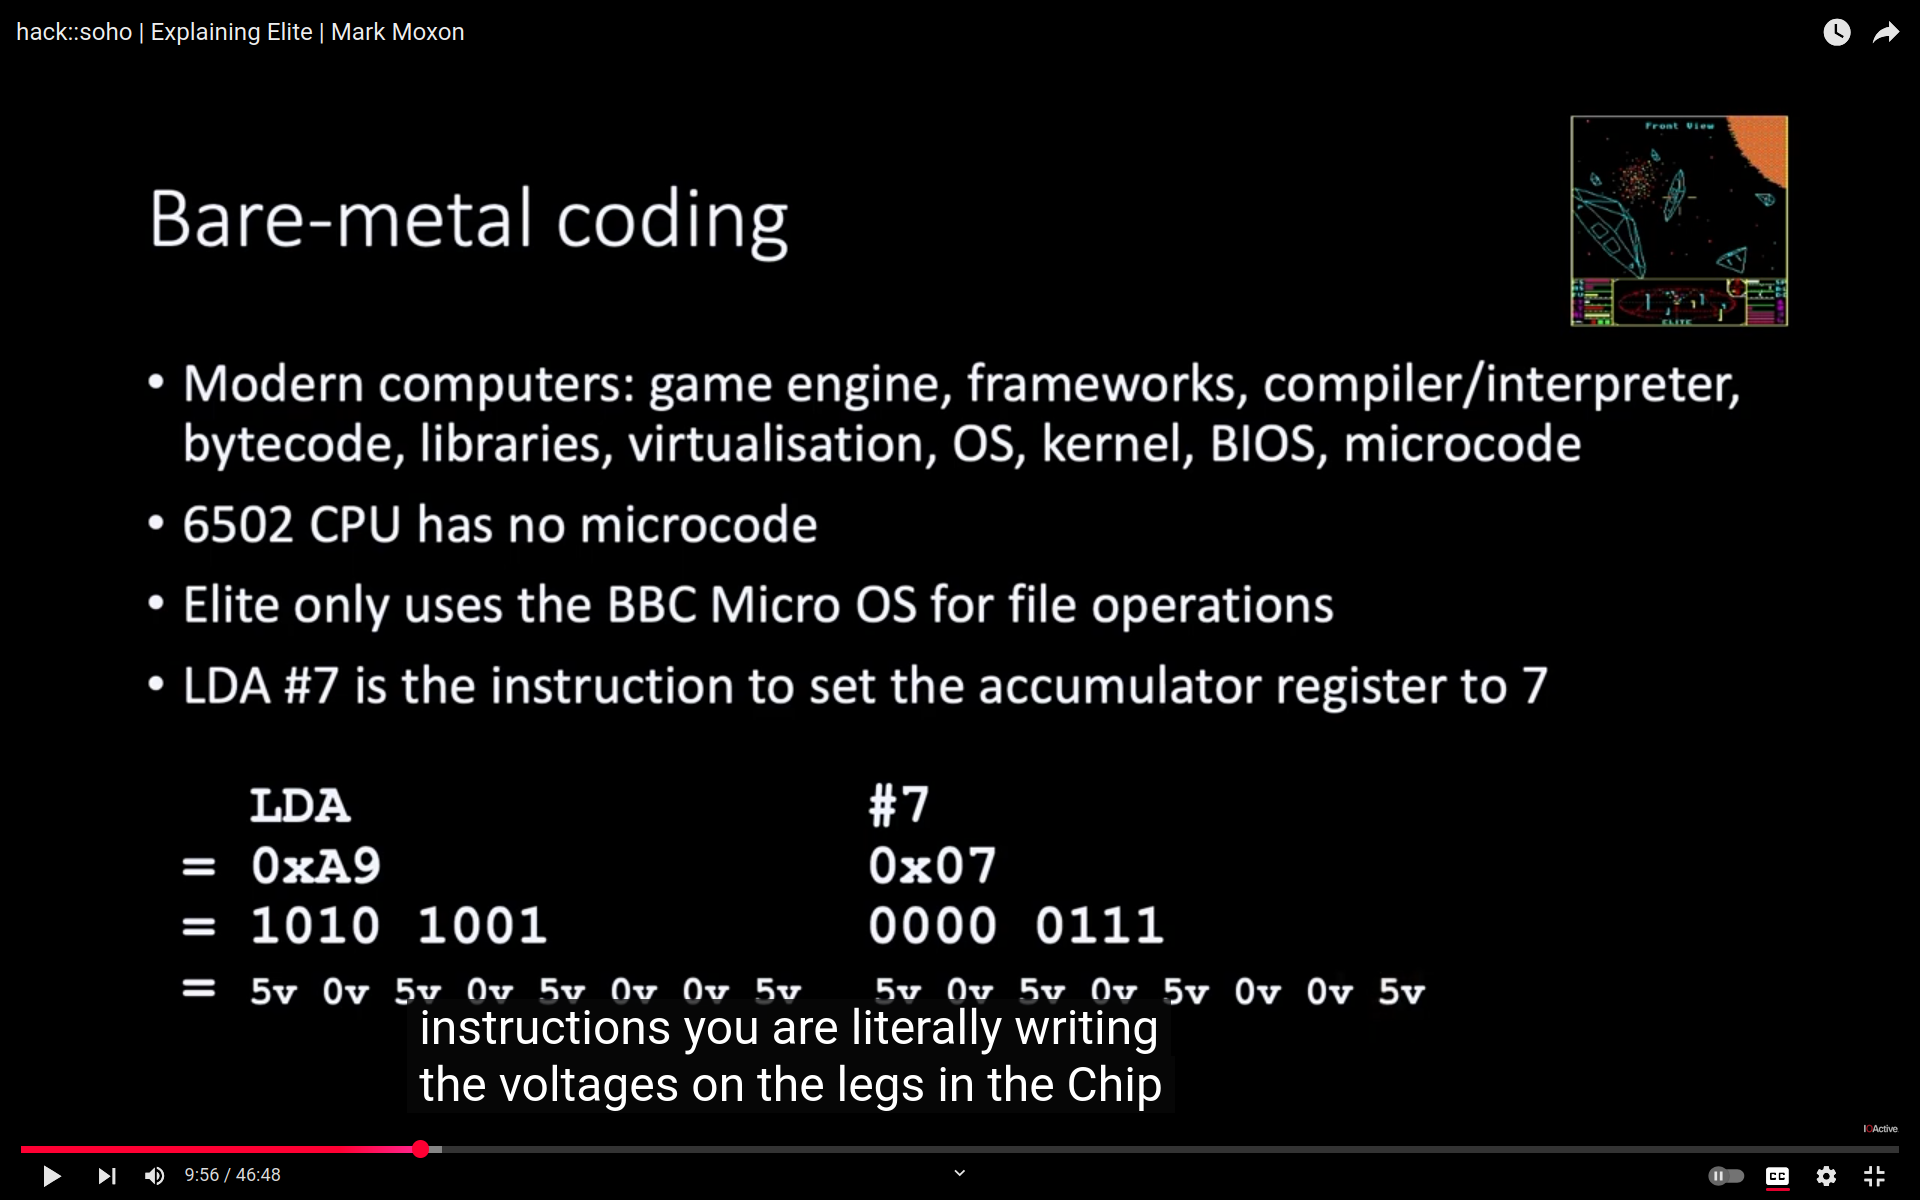 hack::soho | Explaining Elite | Mark Moxon
Front View
Bare-metal coding
ELITE
• Modern computers: game engine, frameworks, compiler/interpreter,
bytecode, libraries, virtualisation, OS, kernel, BIOS, microcode
• 6502 CPU has no microcode
• Elite only uses the BBC Micro OS for file operations
• LDA #7 is the instruction to set the accumulator register to 7
LDA #7
= 0xA9 0x07
= 1010 1001 0000 0111
= 5v 0v 5v 0v 5v 0v 0v 5v 5v 0v 5v 0v 5v 0v 0v 5v
instructions you are literally writing
the voltages on the legs in the Chip
IOActive
9:56 / 46:48
CC